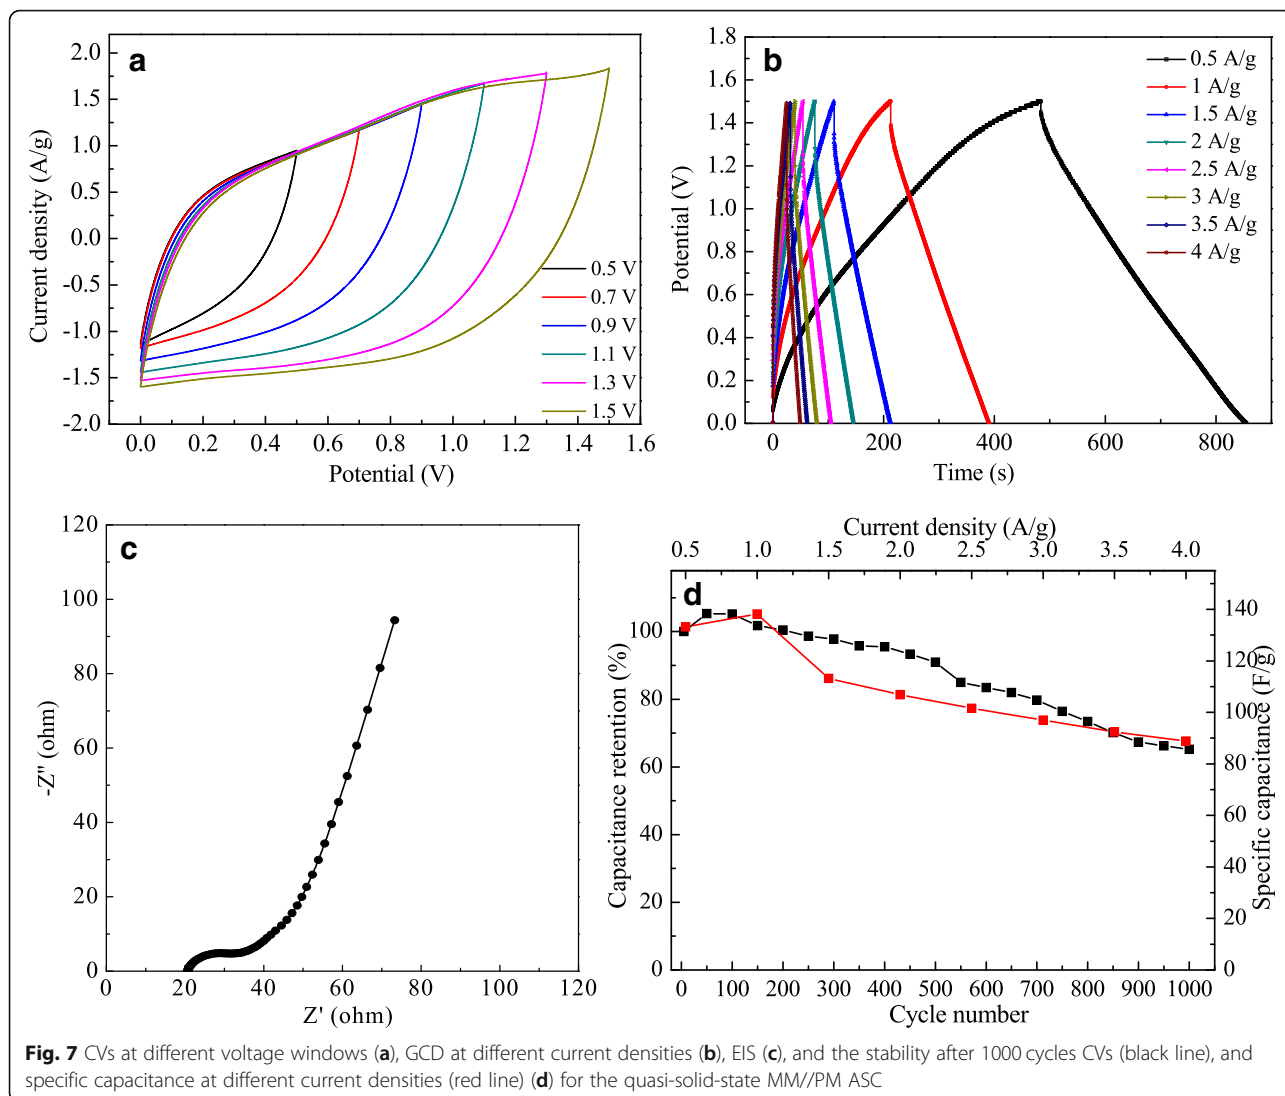 a
2.0
1.5
1.0
0.5
0.0
-0.5
-1.0
-1.5
-2.0
Current density (A/g)
0.5 V
0.7 V
0.9 V
1.1 V
1.3 V
1.5 V
0.0 0.2 0.4 0.6 0.8 1.0 1.2 1.4 1.6
Potential (V)
b
1.8
1.6
1.4
1.2
1.0
0.8
0.6
0.4
0.2
0.0
Potential (V)
0.5 A/g
1 A/g
1.5 A/g
2 A/g
2.5 A/g
3 A/g
3.5 A/g
4 A/g
0 200 400 600 800
Time (s)
c
120
100
80
60
40
20
0
-Z" (ohm)
0 20 40 60 80 100 120
Z' (ohm)
Current density (A/g)
0.5 1.0 1.5 2.0 2.5 3.0 3.5 4.0
d
100
80
60
40
20
0
Capacitance retention (%)
140
120
100
80
60
40
20
0
Specific capacitance (F/g)
0 100 200 300 400 500 600 700 800 900 1000
Cycle number
Fig. 7 CVs at different voltage windows (a), GCD at different current densities (b), EIS (c), and the stability after 1000 cycles CVs (black line), and
specific capacitance at different current densities (red line) (d) for the quasi-solid-state MM//PM ASC